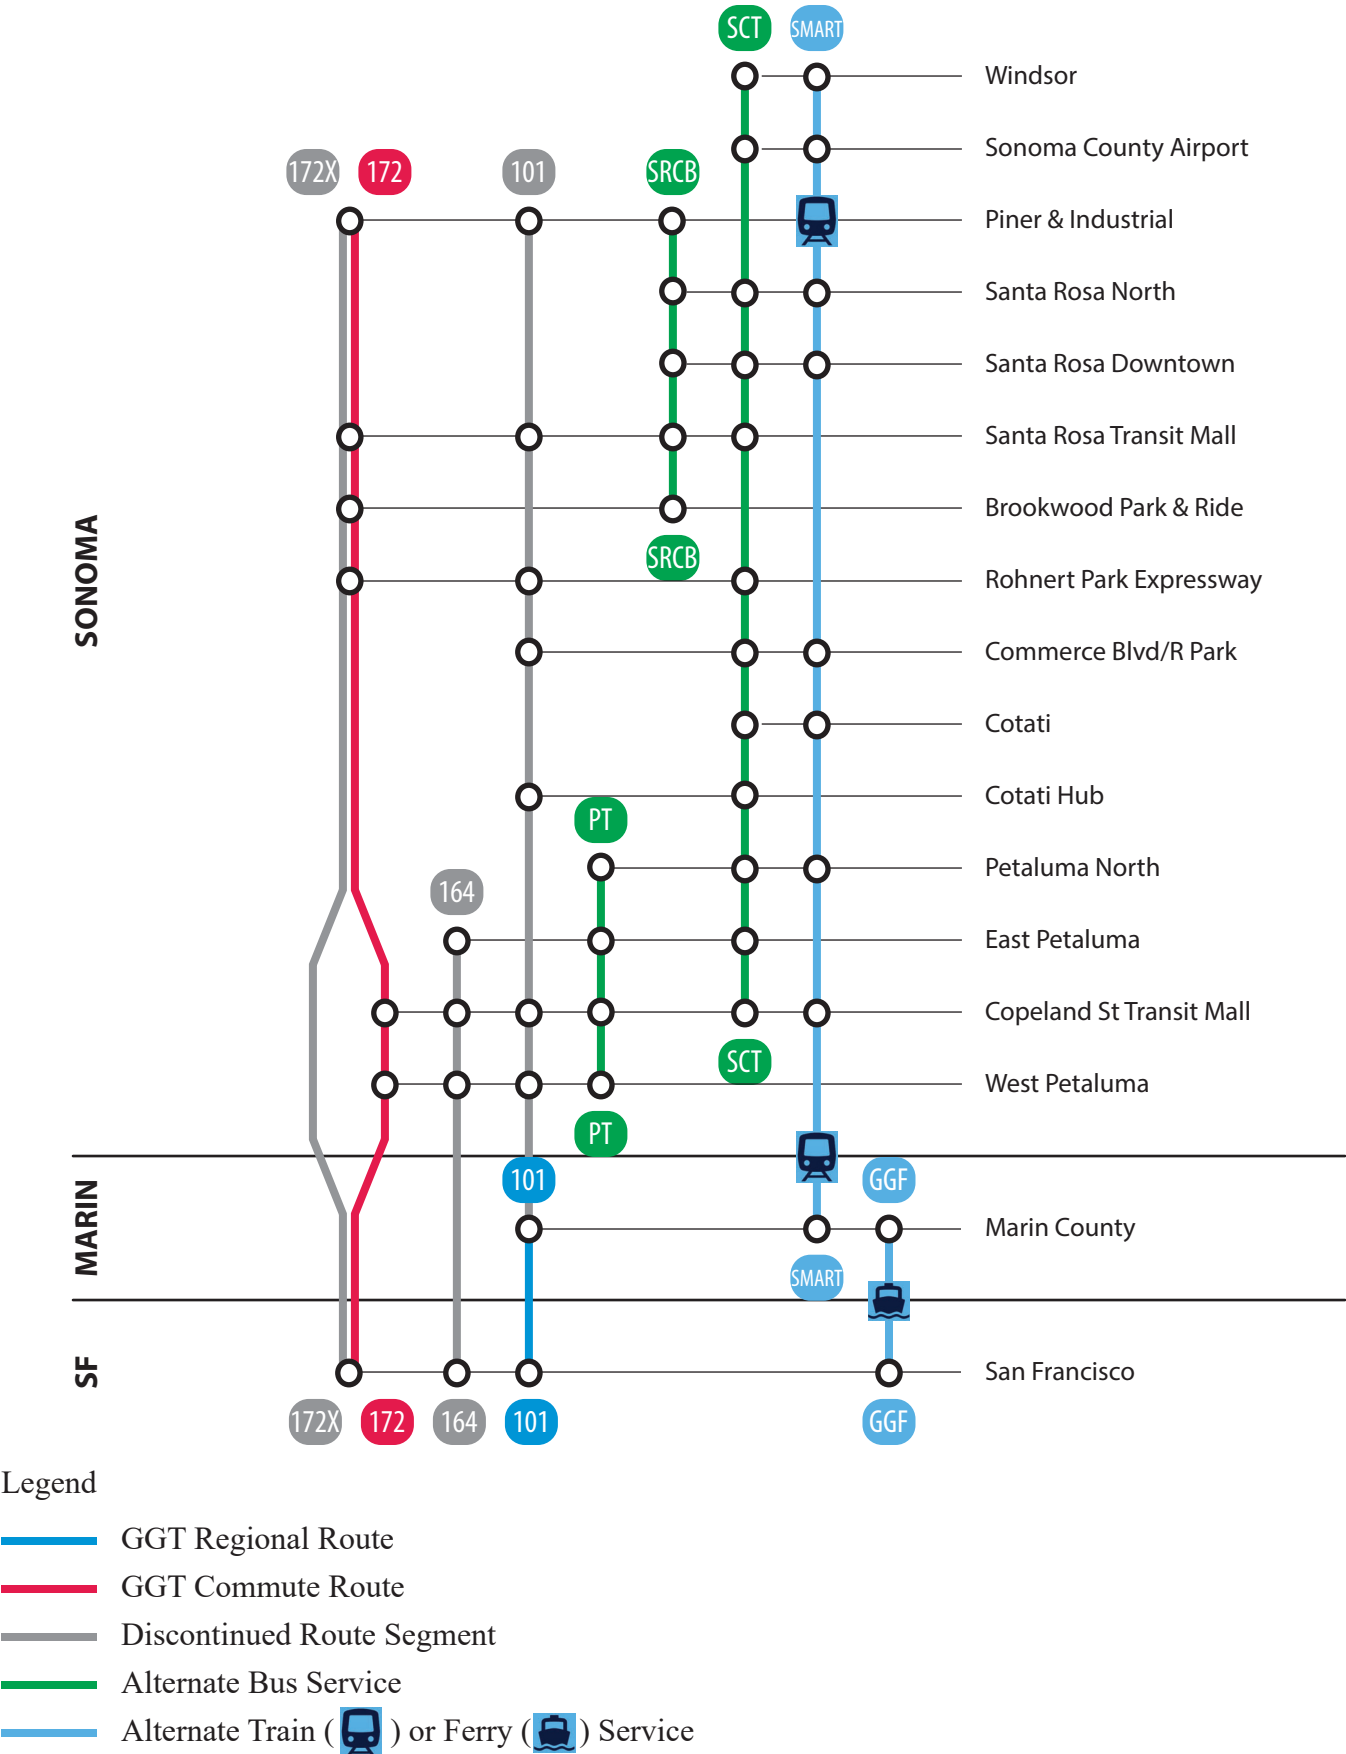 SCT SMART
Windsor
Sonoma County Airport
172X 172 101 SRCB
Piner & Industrial
Santa Rosa North
Santa Rosa Downtown
Santa Rosa Transit Mall
Brookwood Park & Ride
SONOMA
SRCB
Rohnert Park Expressway
Commerce Blvd/R Park
Cotati
Cotati Hub
PT
Petaluma North
164
East Petaluma
Copeland St Transit Mall
SCT
West Petaluma
PT
101 GGF
MARIN
Marin County
SMART
SF
San Francisco
172X 172 164 101 GGF
Legend
GGT Regional Route
GGT Commute Route
Discontinued Route Segment
Alternate Bus Service
Alternate Train ( ) or Ferry ( ) Service